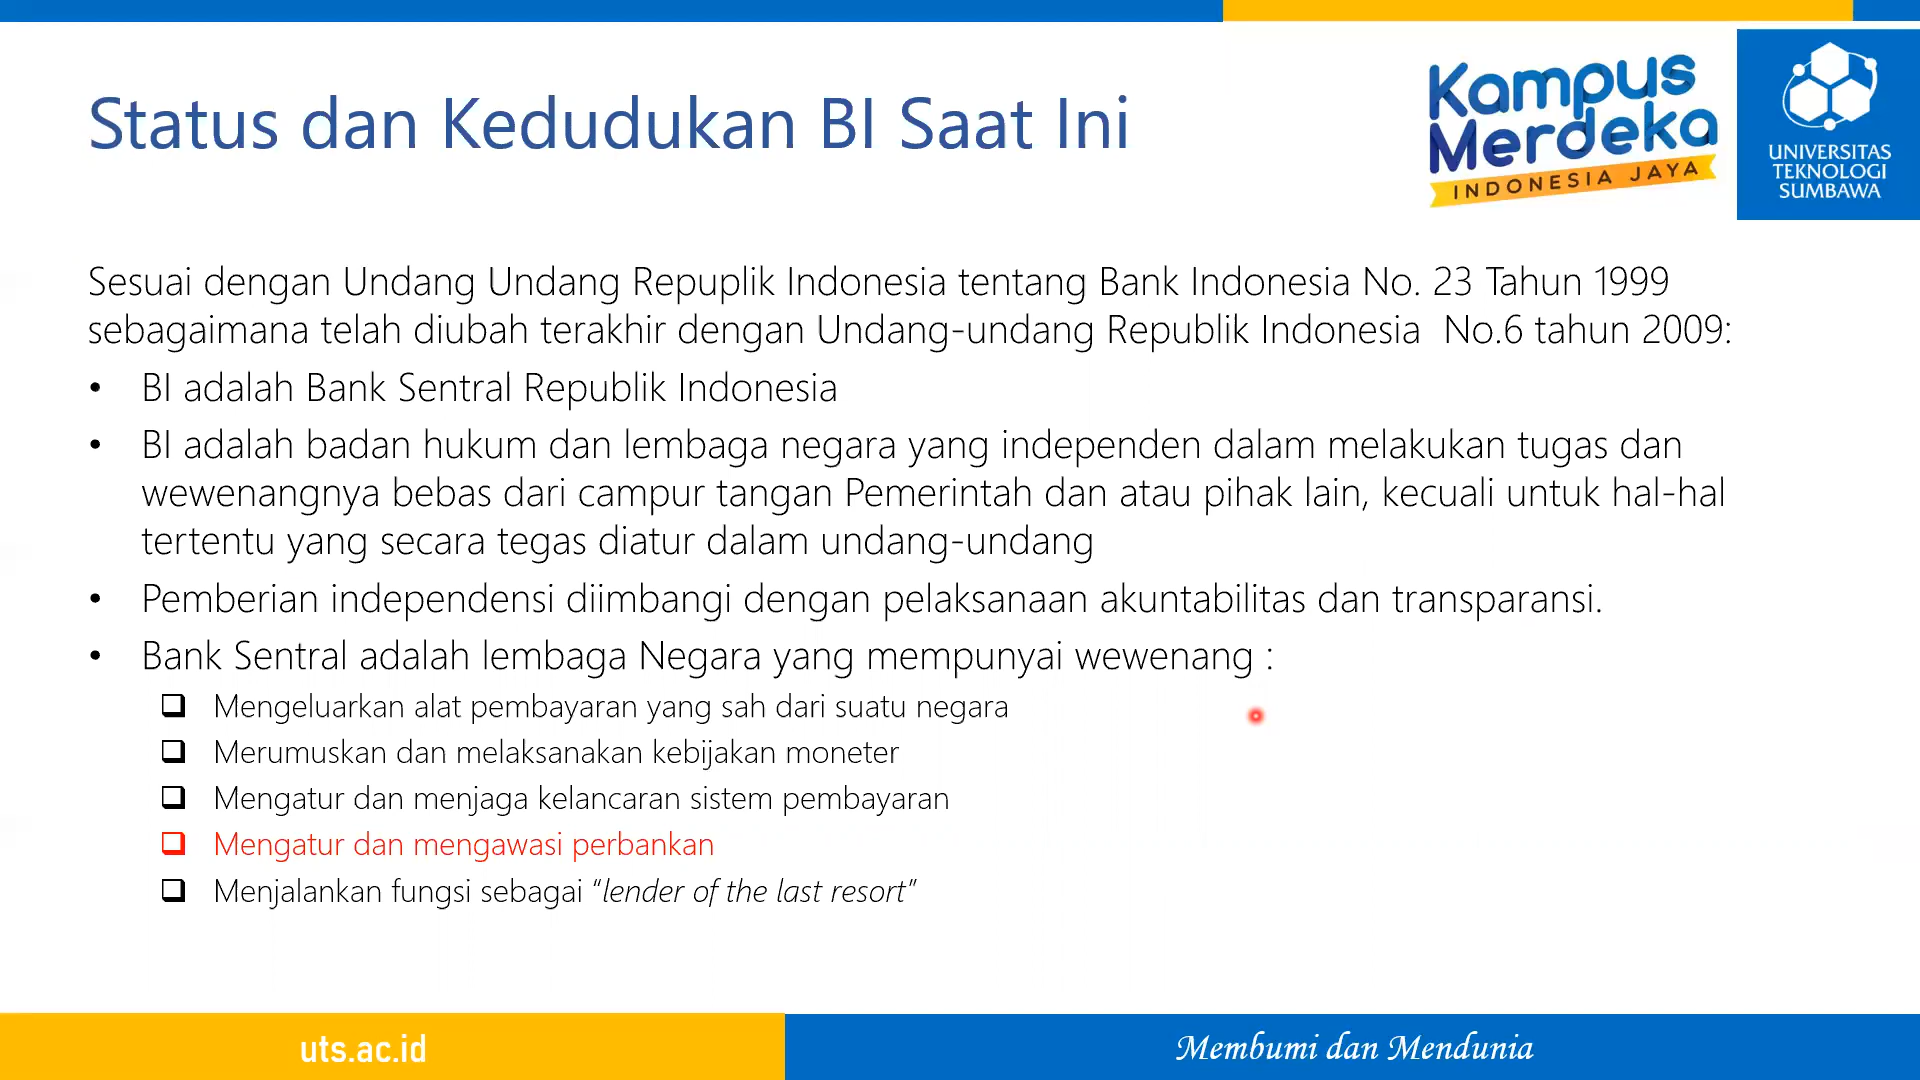 Status dan Kedudukan BI Saat Ini
Kampus
Merdeka
INDONESIA JAYA
UNIVERSITAS
TEKNOLOGI
SUMBAWA
Sesuai dengan Undang Undang Repuplik Indonesia tentang Bank Indonesia No. 23 Tahun 1999
sebagaimana telah diubah terakhir dengan Undang-undang Republik Indonesia  No.6 tahun 2009:
• BI adalah Bank Sentral Republik Indonesia
• BI adalah badan hukum dan lembaga negara yang independen dalam melakukan tugas dan
wewenangnya bebas dari campur tangan Pemerintah dan atau pihak lain, kecuali untuk hal-hal
tertentu yang secara tegas diatur dalam undang-undang
• Pemberian independensi diimbangi dengan pelaksanaan akuntabilitas dan transparansi.
• Bank Sentral adalah lembaga Negara yang mempunyai wewenang :
❑ Mengeluarkan alat pembayaran yang sah dari suatu negara
❑ Merumuskan dan melaksanakan kebijakan moneter
❑ Mengatur dan menjaga kelancaran sistem pembayaran
❑ Mengatur dan mengawasi perbankan
❑ Menjalankan fungsi sebagai “lender of the last resort”
uts.ac.id
Membumi dan Mendunia